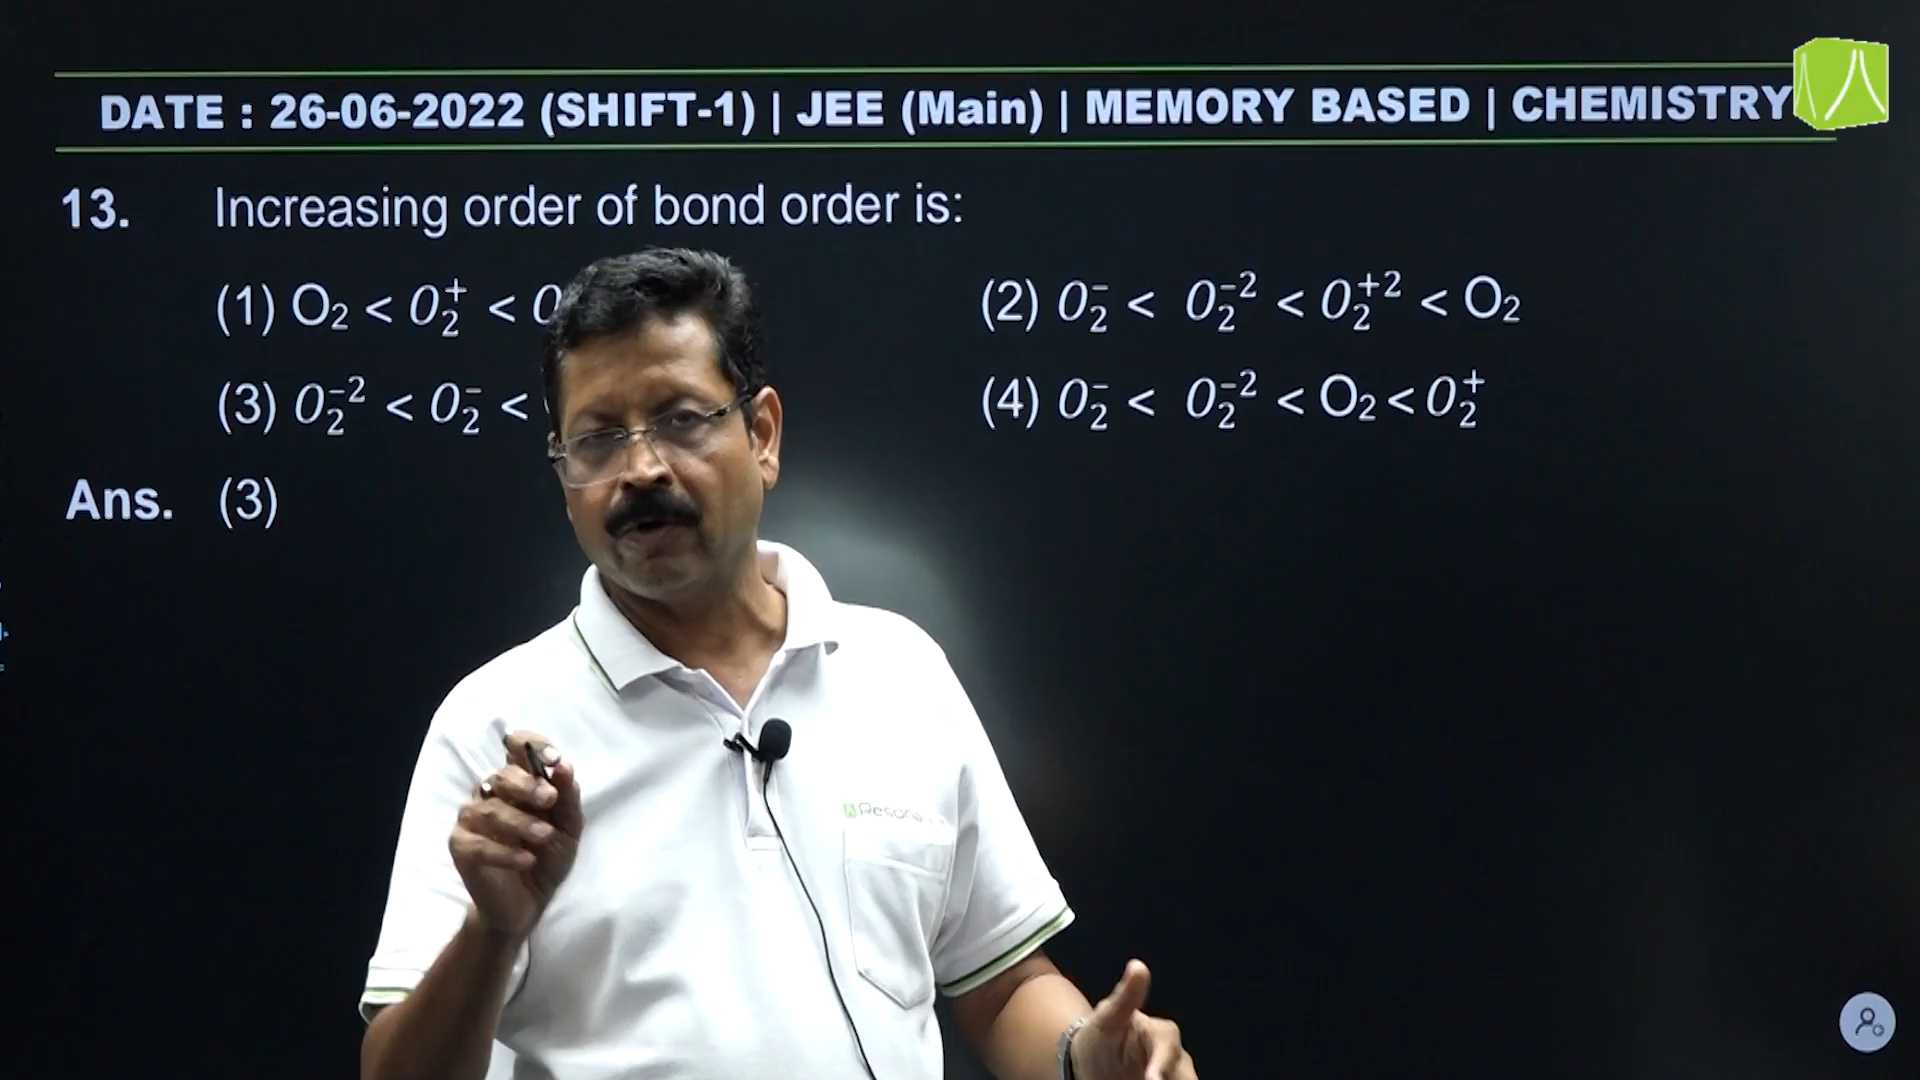 DATE : 26-06-2022 (SHIFT-1) | JEE (Main) | MEMORY BASED | CHEMISTRY
13. Increasing order of bond order is:
(1) O₂ < O₂⁺ < O (2) O₂⁻ < O₂⁻² < O₂⁺² < O₂
(3) O₂⁻² < O₂⁻ < (4) O₂⁻ < O₂⁻² < O₂ < O₂⁺
Ans. (3)